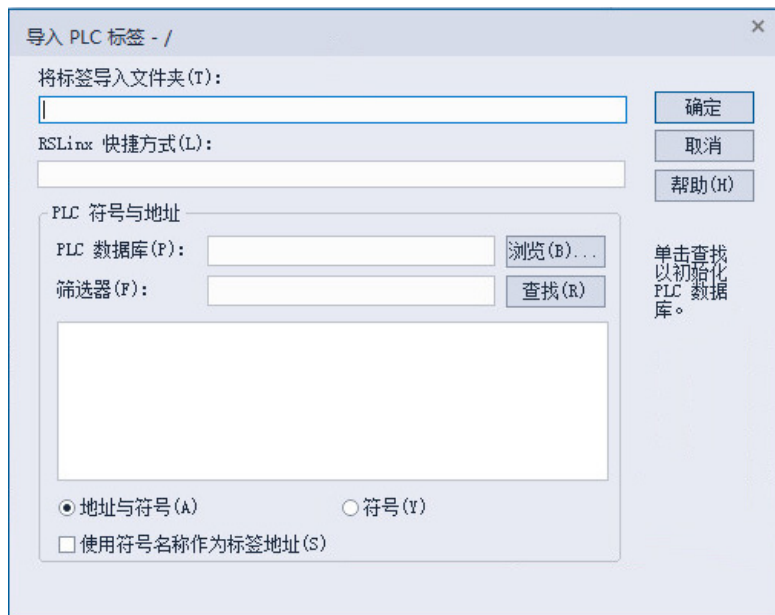 导入 PLC 标签 - /
将标签导入文件夹(T):
确定
RSLinx 快捷方式(L):
取消
帮助(H)
PLC 符号与地址
PLC 数据库(P):
浏览(B)...
筛选器(F):
查找(R)
单击查找
以初始化
PLC 数据
库。
地址与符号(A)
符号(Y)
使用符号名称作为标签地址(S)